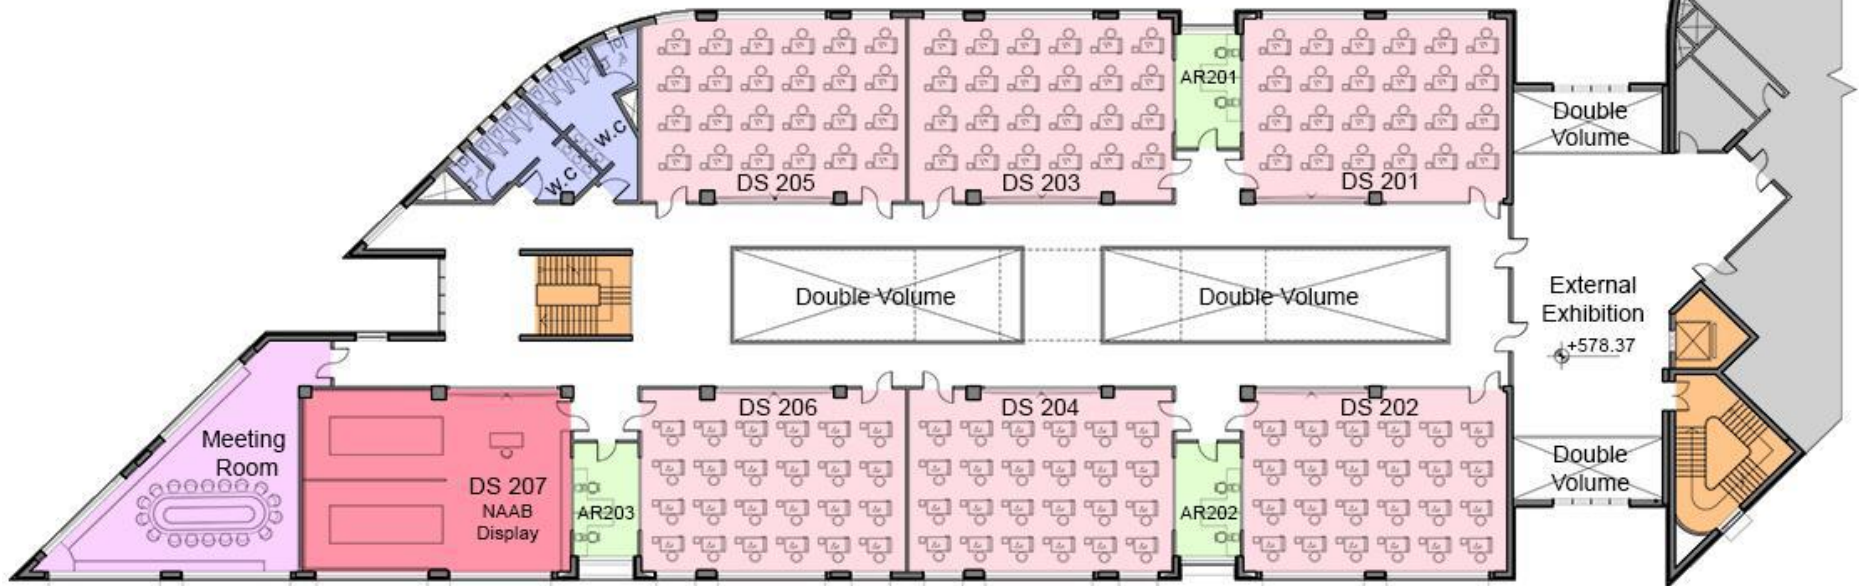 AR201
Double
Volume
W.C
W.C
DS 205
DS 203
DS 201
Double Volume
Double Volume
External
Exhibition
+578.37
DS 206
DS 204
DS 202
Meeting
Room
Double
Volume
DS 207
NAAB
Display
AR203
AR202